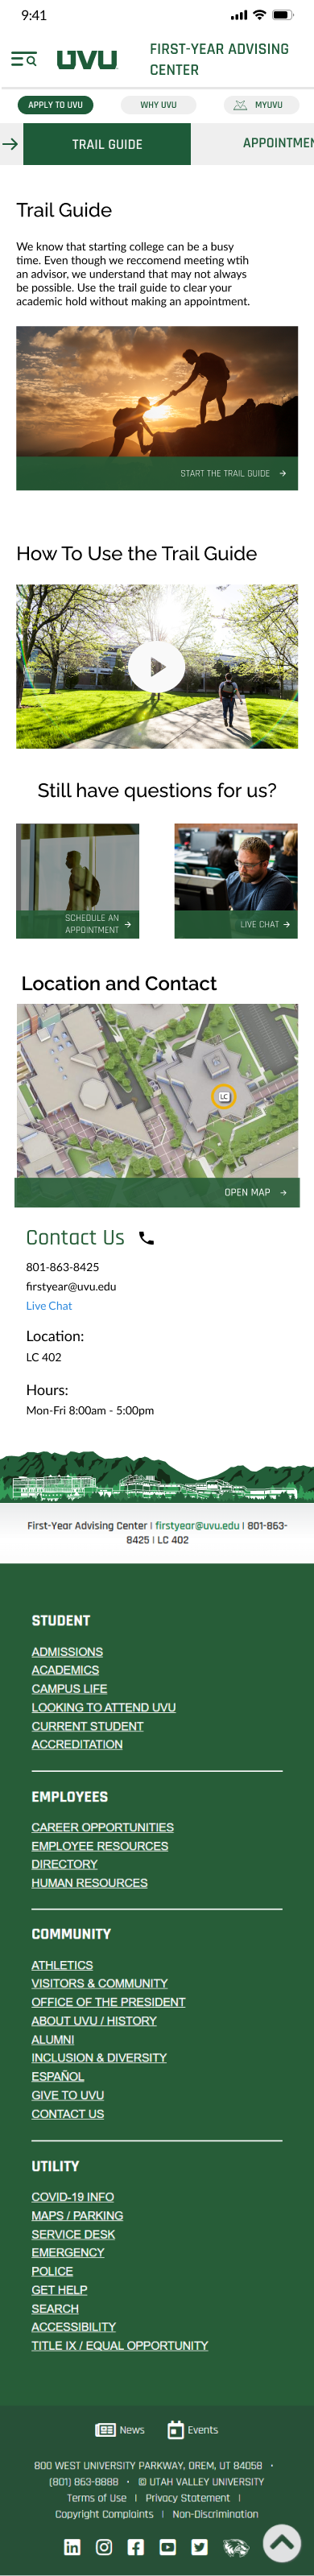 9:41
UVU
FIRST-YEAR ADVISING
CENTER
APPLY TO UVU
WHY UVU
MYUVU
TRAIL GUIDE
APPOINTMEN
Trail Guide
We know that starting college can be a busy
time. Even though we reccomend meeting wtih
an advisor, we understand that may not always
be possible. Use the trail guide to clear your
academic hold without making an appointment.
START THE TRAIL GUIDE
How To Use the Trail Guide
Still have questions for us?
SCHEDULE AN
APPOINTMENT
LIVE CHAT
Location and Contact
LC
OPEN MAP
Contact Us
801-863-8425
firstyear@uvu.edu
Live Chat
Location:
LC 402
Hours:
Mon-Fri 8:00am - 5:00pm
First-Year Advising Center | firstyear@uvu.edu | 801-863-
8425 | LC 402
STUDENT
ADMISSIONS
ACADEMICS
CAMPUS LIFE
LOOKING TO ATTEND UVU
CURRENT STUDENT
ACCREDITATION
EMPLOYEES
CAREER OPPORTUNITIES
EMPLOYEE RESOURCES
DIRECTORY
HUMAN RESOURCES
COMMUNITY
ATHLETICS
VISITORS & COMMUNITY
OFFICE OF THE PRESIDENT
ABOUT UVU / HISTORY
ALUMNI
INCLUSION & DIVERSITY
ESPAÑOL
GIVE TO UVU
CONTACT US
UTILITY
COVID-19 INFO
MAPS / PARKING
SERVICE DESK
EMERGENCY
POLICE
GET HELP
SEARCH
ACCESSIBILITY
TITLE IX / EQUAL OPPORTUNITY
News
Events
800 WEST UNIVERSITY PARKWAY, OREM, UT 84058 ·
(801) 863-8888 · © UTAH VALLEY UNIVERSITY
Terms of Use | Privacy Statement |
Copyright Complaints | Non-Discrimination